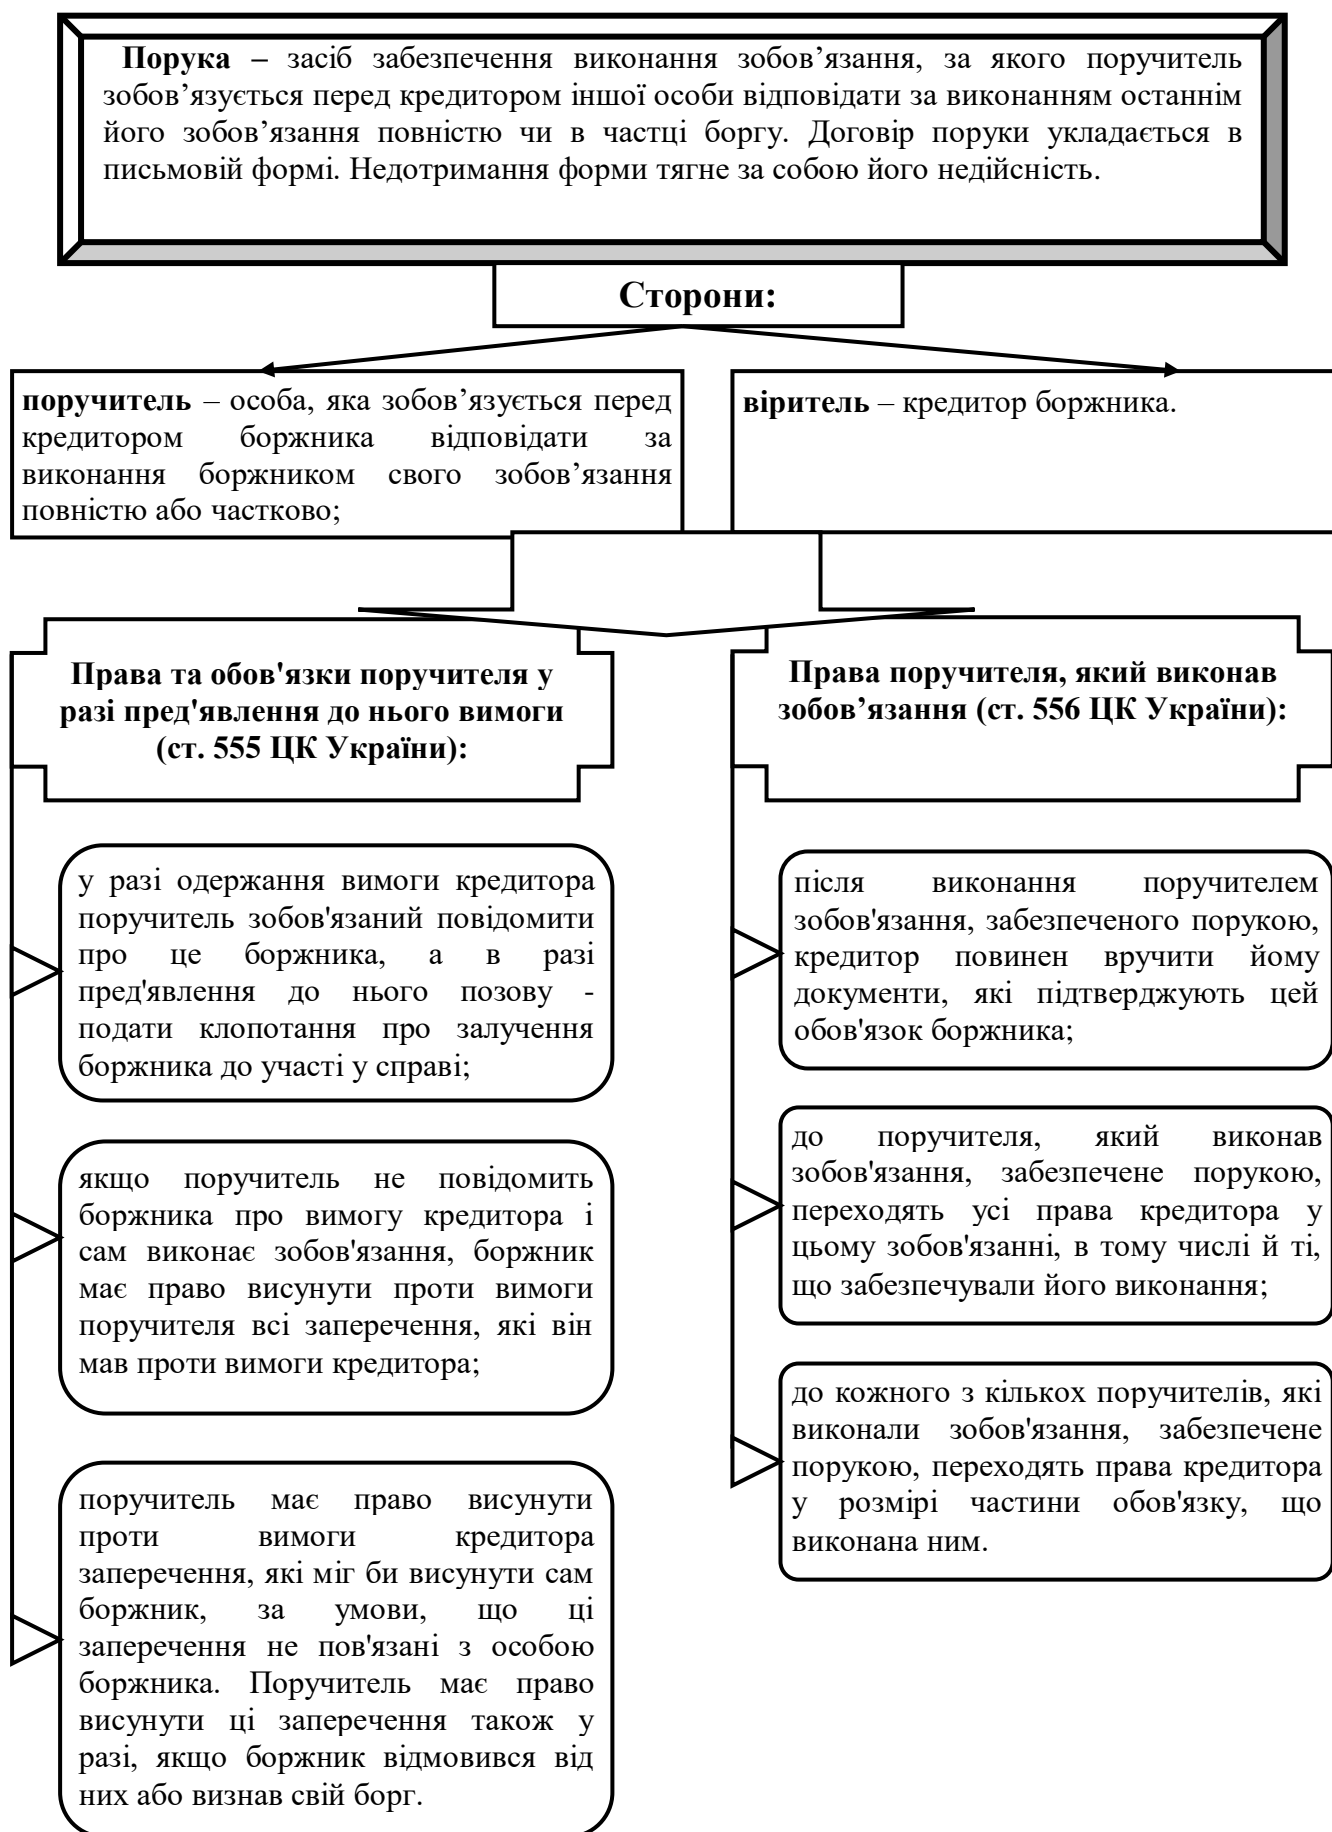 Порука – засіб забезпечення виконання зобов’язання, за якого поручитель
зобов’язується перед кредитором іншої особи відповідати за виконанням останнім
його зобов’язання повністю чи в частці боргу. Договір поруки укладається в
письмовій формі. Недотримання форми тягне за собою його недійсність.
Сторони:
поручитель – особа, яка зобов’язується перед
кредитором боржника відповідати за
виконання боржником свого зобов’язання
повністю або частково;
віритель – кредитор боржника.
Права та обов'язки поручителя у
разі пред'явлення до нього вимоги
(ст. 555 ЦК України):
у разі одержання вимоги кредитора
поручитель зобов'язаний повідомити
про це боржника, а в разі
пред'явлення до нього позову -
подати клопотання про залучення
боржника до участі у справі;
якщо поручитель не повідомить
боржника про вимогу кредитора і
сам виконає зобов'язання, боржник
має право висунути проти вимоги
поручителя всі заперечення, які він
мав проти вимоги кредитора;
поручитель має право висунути
проти вимоги кредитора
заперечення, які міг би висунути сам
боржник, за умови, що ці
заперечення не пов'язані з особою
боржника. Поручитель має право
висунути ці заперечення також у
разі, якщо боржник відмовився від
них або визнав свій борг.
Права поручителя, який виконав
зобов’язання (ст. 556 ЦК України):
після виконання поручителем
зобов'язання, забезпеченого порукою,
кредитор повинен вручити йому
документи, які підтверджують цей
обов'язок боржника;
до поручителя, який виконав
зобов'язання, забезпечене порукою,
переходять усі права кредитора у
цьому зобов'язанні, в тому числі й ті,
що забезпечували його виконання;
до кожного з кількох поручителів, які
виконали зобов'язання, забезпечене
порукою, переходять права кредитора
у розмірі частини обов'язку, що
виконана ним.